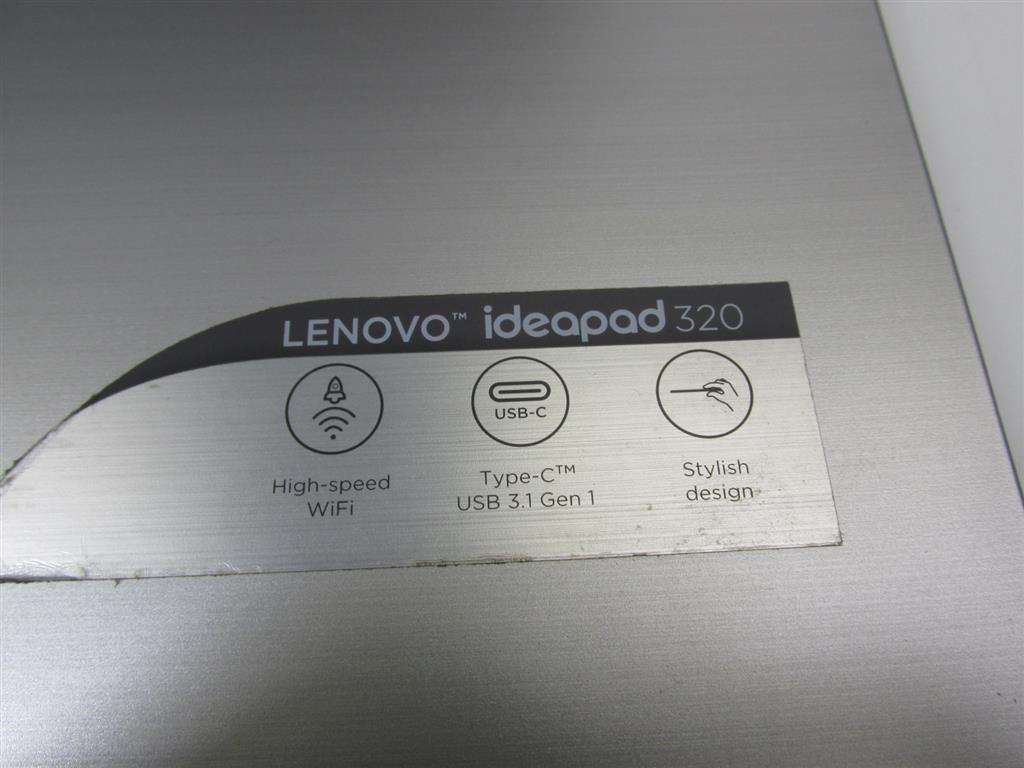 LENOVO™ ideapad 320
USB-C
High-speed
WiFi
Type-C™
USB 3.1 Gen 1
Stylish
design